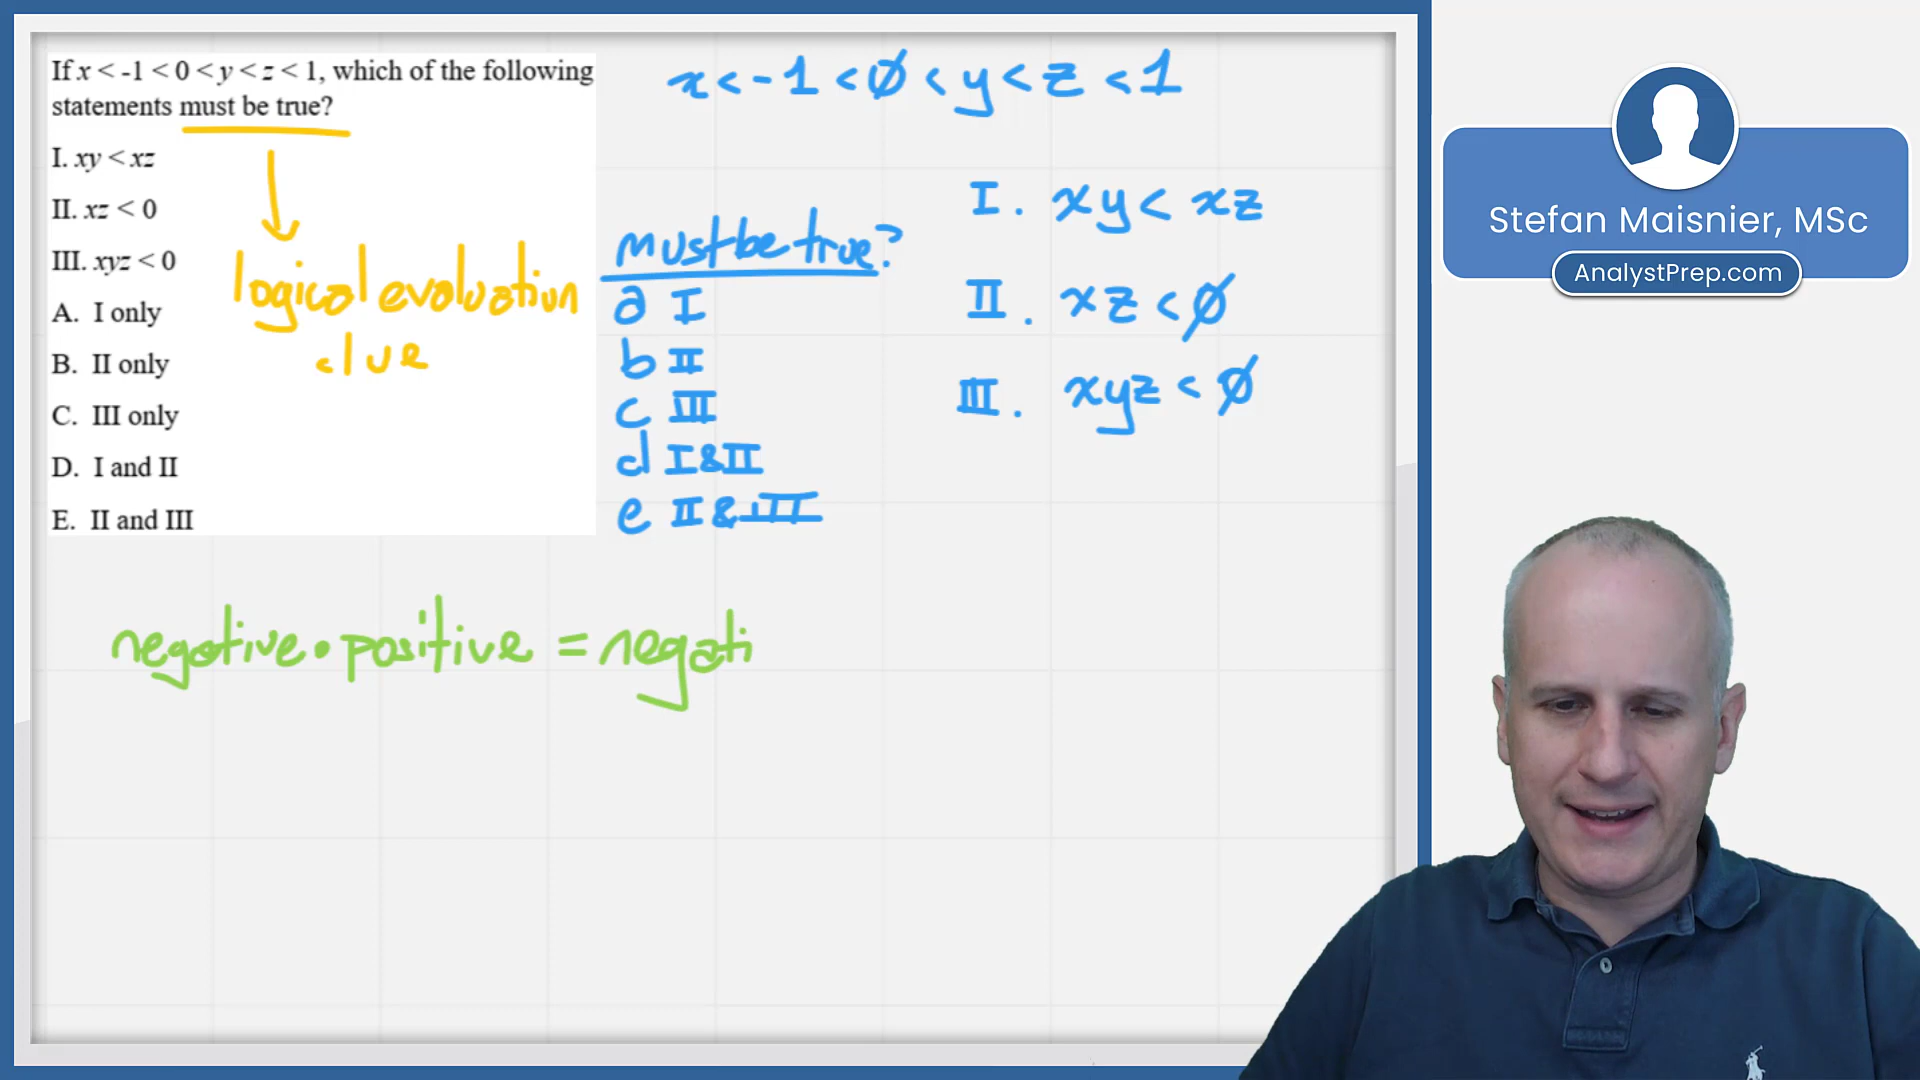 If x < -1 < 0 < y < z < 1, which of the following
statements must be true?
I. xy < xz
II. xz < 0
III. xyz < 0
A. I only
B. II only
C. III only
D. I and II
E. II and III
logical evaluation
clue
x < -1 < 0 < y < z < 1
must be true?
a I
b II
c III
d I & II
e II & III
I. xy < xz
II. xz < 0
III. xyz < 0
negative • positive = negati
Stefan Maisnier, MSc
AnalystPrep.com